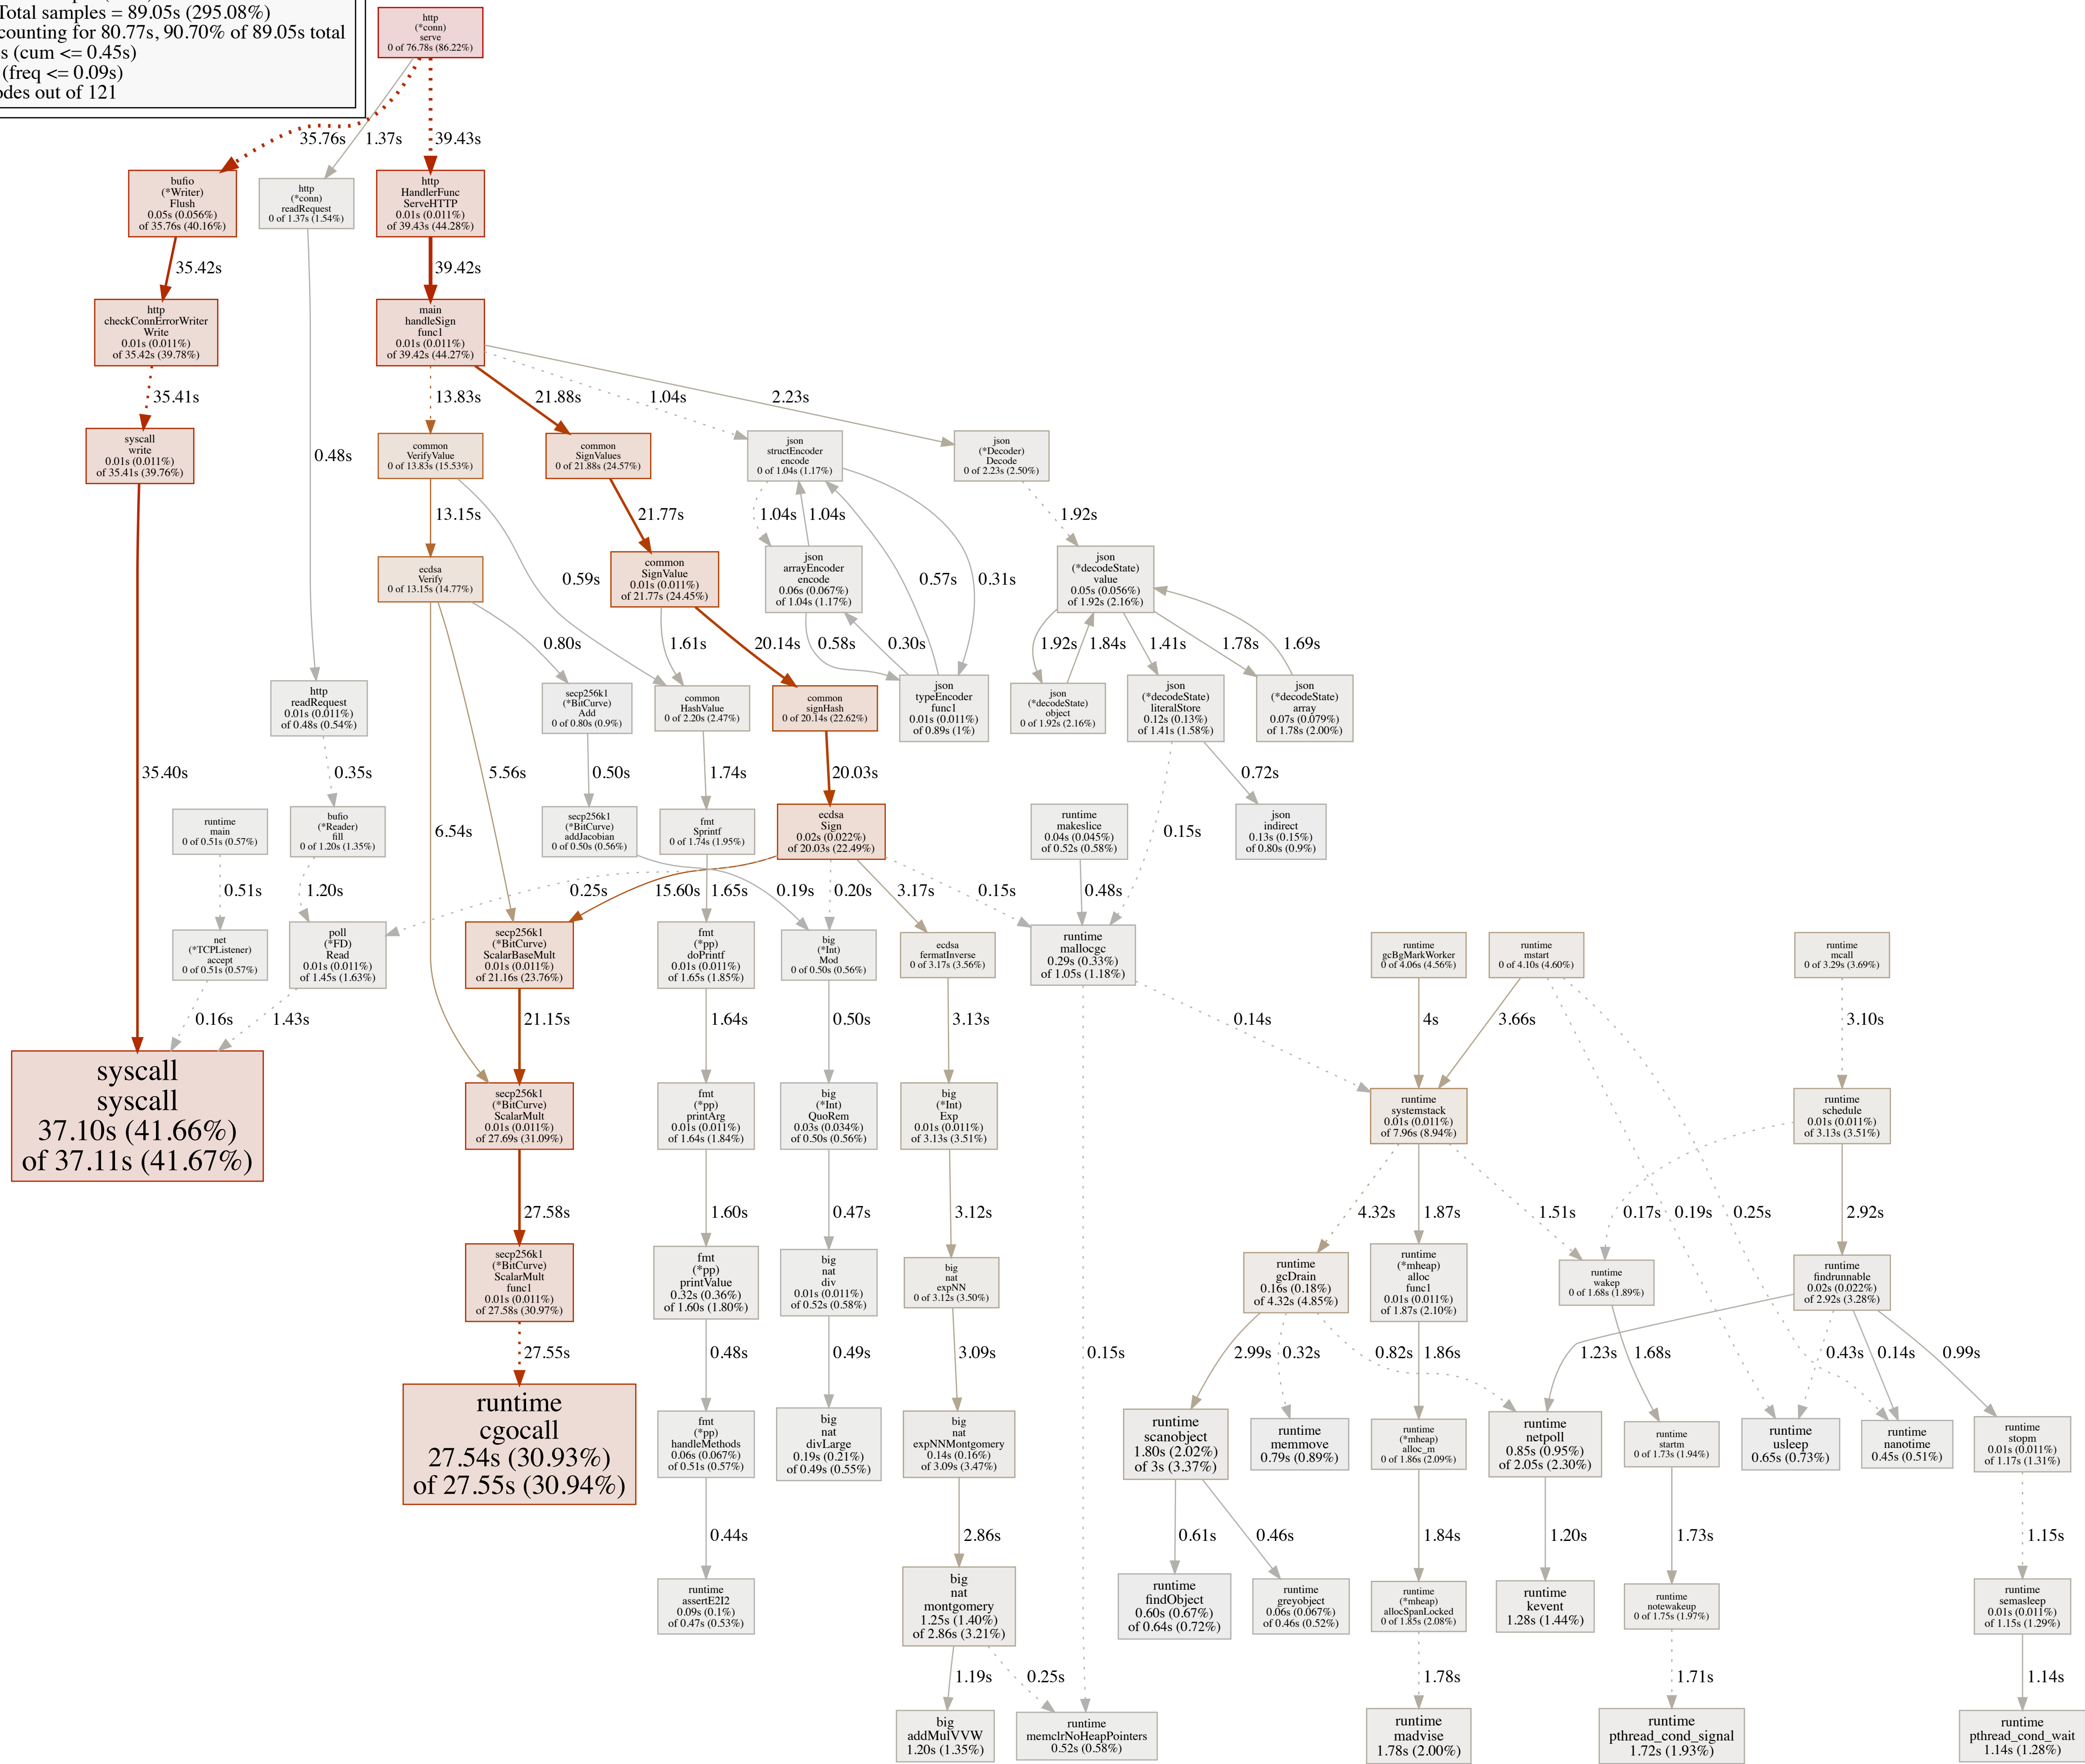 Total samples = 89.05s (295.08%)
counting for 80.77s, 90.70% of 89.05s total
s (cum <= 0.45s)
(freq <= 0.09s)
odes out of 121
http
(*conn)
serve
0 of 76.78s (86.22%)
35.76s
1.37s
39.43s
bufio
(*Writer)
Flush
0.05s (0.056%)
of 35.76s (40.16%)
http
(*conn)
readRequest
0 of 1.37s (1.54%)
http
HandlerFunc
ServeHTTP
0.01s (0.011%)
of 39.43s (44.28%)
35.42s
39.42s
http
checkConnErrorWriter
Write
0.01s (0.011%)
of 35.42s (39.78%)
main
handleSign
func1
0.01s (0.011%)
of 39.42s (44.27%)
35.41s
13.83s
21.88s
1.04s
2.23s
syscall
write
0.01s (0.011%)
of 35.41s (39.76%)
0.48s
common
VerifyValue
0 of 13.83s (15.53%)
common
SignValues
0 of 21.88s (24.57%)
json
structEncoder
encode
0 of 1.04s (1.17%)
json
(*Decoder)
Decode
0 of 2.23s (2.50%)
13.15s
21.77s
1.04s
1.04s
1.92s
ecdsa
Verify
0 of 13.15s (14.77%)
0.59s
common
SignValue
0.01s (0.011%)
of 21.77s (24.45%)
json
arrayEncoder
encode
0.06s (0.067%)
of 1.04s (1.17%)
0.57s
0.31s
json
(*decodeState)
value
0.05s (0.056%)
of 1.92s (2.16%)
0.80s
1.61s
20.14s
0.58s
0.30s
1.92s
1.84s
1.41s
1.78s
1.69s
http
readRequest
0.01s (0.011%)
of 0.48s (0.54%)
secp256k1
(*BitCurve)
Add
0 of 0.80s (0.9%)
common
HashValue
0 of 2.20s (2.47%)
common
signHash
0 of 20.14s (22.62%)
json
typeEncoder
func1
0.01s (0.011%)
of 0.89s (1%)
json
(*decodeState)
object
0 of 1.92s (2.16%)
json
(*decodeState)
literalStore
0.12s (0.13%)
of 1.41s (1.58%)
json
(*decodeState)
array
0.07s (0.079%)
of 1.78s (2.00%)
35.40s
0.35s
5.56s
0.50s
1.74s
20.03s
0.72s
runtime
main
0 of 0.51s (0.57%)
bufio
(*Reader)
fill
0 of 1.20s (1.35%)
6.54s
secp256k1
(*BitCurve)
addJacobian
0 of 0.50s (0.56%)
fmt
Sprintf
0 of 1.74s (1.95%)
ecdsa
Sign
0.02s (0.022%)
of 20.03s (22.49%)
runtime
makeslice
0.04s (0.045%)
of 0.52s (0.58%)
0.15s
json
indirect
0.13s (0.15%)
of 0.80s (0.9%)
0.51s
1.20s
0.25s
15.60s
1.65s
0.19s
0.20s
3.17s
0.15s
0.48s
net
(*TCPListener)
accept
0 of 0.51s (0.57%)
poll
(*FD)
Read
0.01s (0.011%)
of 1.45s (1.63%)
secp256k1
(*BitCurve)
ScalarBaseMult
0.01s (0.011%)
of 21.16s (23.76%)
fmt
(*pp)
doPrintf
0.01s (0.011%)
of 1.65s (1.85%)
big
(*Int)
Mod
0 of 0.50s (0.56%)
ecdsa
fermatInverse
0 of 3.17s (3.56%)
runtime
mallocgc
0.29s (0.33%)
of 1.05s (1.18%)
runtime
gcBgMarkWorker
0 of 4.06s (4.56%)
runtime
mstart
0 of 4.10s (4.60%)
runtime
mcall
0 of 3.29s (3.69%)
0.16s
1.43s
21.15s
1.64s
0.50s
3.13s
0.14s
4s
3.66s
3.10s
syscall
syscall
37.10s (41.66%)
of 37.11s (41.67%)
secp256k1
(*BitCurve)
ScalarMult
0.01s (0.011%)
of 27.69s (31.09%)
fmt
(*pp)
printArg
0.01s (0.011%)
of 1.64s (1.84%)
big
(*Int)
QuoRem
0.03s (0.034%)
of 0.50s (0.56%)
big
(*Int)
Exp
0.01s (0.011%)
of 3.13s (3.51%)
runtime
systemstack
0.01s (0.011%)
of 7.96s (8.94%)
runtime
schedule
0.01s (0.011%)
of 3.13s (3.51%)
27.58s
1.60s
0.47s
3.12s
4.32s
1.87s
1.51s
0.17s
0.19s
0.25s
2.92s
secp256k1
(*BitCurve)
ScalarMult
func1
0.01s (0.011%)
of 27.58s (30.97%)
fmt
(*pp)
printValue
0.32s (0.36%)
of 1.60s (1.80%)
big
nat
div
0.01s (0.011%)
of 0.52s (0.58%)
big
nat
expNN
0 of 3.12s (3.50%)
runtime
gcDrain
0.16s (0.18%)
of 4.32s (4.85%)
runtime
(*mheap)
alloc
func1
0.01s (0.011%)
of 1.87s (2.10%)
runtime
wakep
0 of 1.68s (1.89%)
runtime
findrunnable
0.02s (0.022%)
of 2.92s (3.28%)
27.55s
0.48s
0.49s
3.09s
0.15s
2.99s
0.32s
0.82s
1.86s
1.23s
1.68s
0.43s
0.14s
0.99s
runtime
cgocall
27.54s (30.93%)
of 27.55s (30.94%)
fmt
(*pp)
handleMethods
0.06s (0.067%)
of 0.51s (0.57%)
big
nat
divLarge
0.19s (0.21%)
of 0.49s (0.55%)
big
nat
expNNMontgomery
0.14s (0.16%)
of 3.09s (3.47%)
runtime
scanobject
1.80s (2.02%)
of 3s (3.37%)
runtime
memmove
0.79s (0.89%)
runtime
(*mheap)
alloc_m
0 of 1.86s (2.09%)
runtime
netpoll
0.85s (0.95%)
of 2.05s (2.30%)
runtime
startm
0 of 1.73s (1.94%)
runtime
usleep
0.65s (0.73%)
runtime
nanotime
0.45s (0.51%)
runtime
stopm
0.01s (0.011%)
of 1.17s (1.31%)
0.44s
2.86s
0.61s
0.46s
1.84s
1.20s
1.73s
1.15s
runtime
assertE2I2
0.09s (0.1%)
of 0.47s (0.53%)
big
nat
montgomery
1.25s (1.40%)
of 2.86s (3.21%)
runtime
findObject
0.60s (0.67%)
of 0.64s (0.72%)
runtime
greyobject
0.06s (0.067%)
of 0.46s (0.52%)
runtime
(*mheap)
allocSpanLocked
0 of 1.85s (2.08%)
runtime
kevent
1.28s (1.44%)
runtime
notewakeup
0 of 1.75s (1.97%)
runtime
semasleep
0.01s (0.011%)
of 1.15s (1.29%)
1.19s
0.25s
1.78s
1.71s
1.14s
big
addMulVVW
1.20s (1.35%)
runtime
memclrNoHeapPointers
0.52s (0.58%)
runtime
madvise
1.78s (2.00%)
runtime
pthread_cond_signal
1.72s (1.93%)
runtime
pthread_cond_wait
1.14s (1.28%)